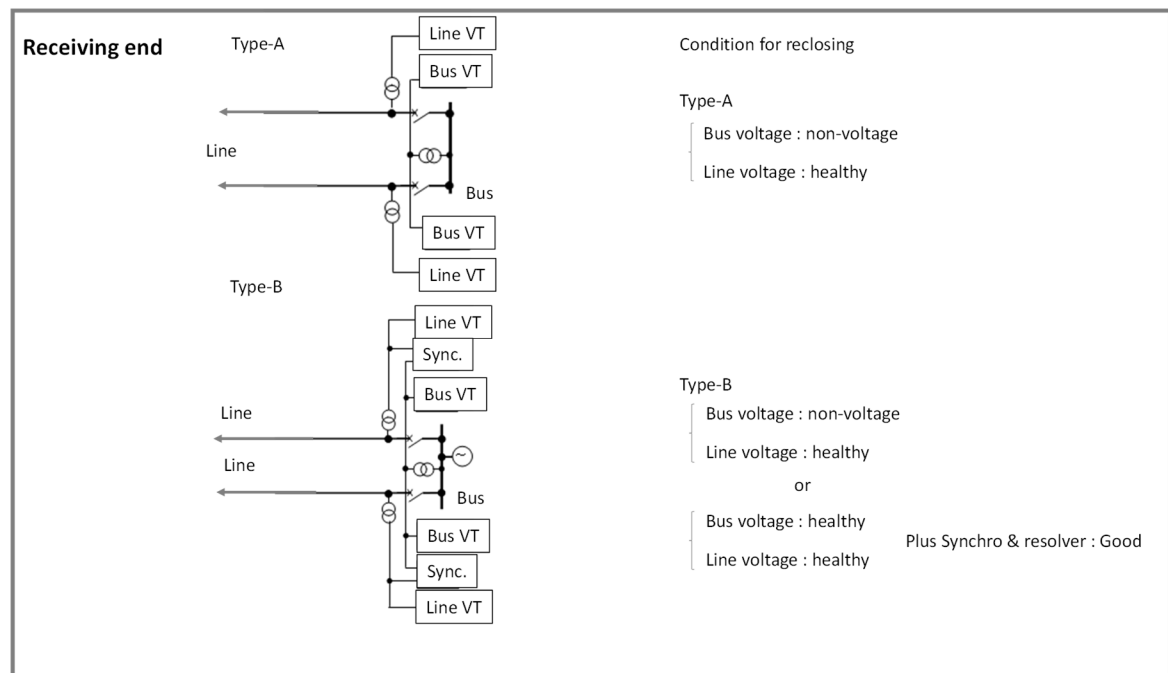 Receiving end
Type-A
Line VT
Bus VT
Line
Bus
Bus VT
Line VT
Type-B
Line VT
Sync.
Bus VT
Line
Line
~
Bus
Bus VT
Sync.
Line VT
Condition for reclosing
Type-A
Bus voltage : non-voltage
Line voltage : healthy
Type-B
Bus voltage : non-voltage
Line voltage : healthy
or
Bus voltage : healthy
Line voltage : healthy
Plus Synchro & resolver : Good